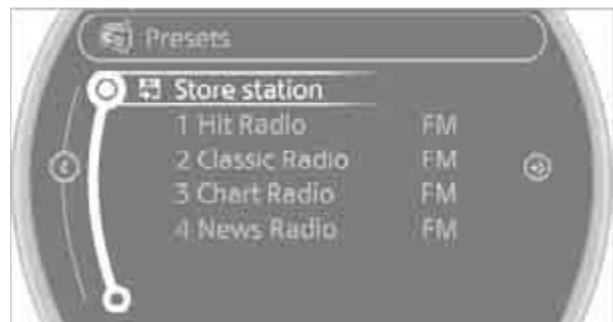 Presets
Store station
1 Hit Radio FM
2 Classic Radio FM
3 Chart Radio FM
4 News Radio FM